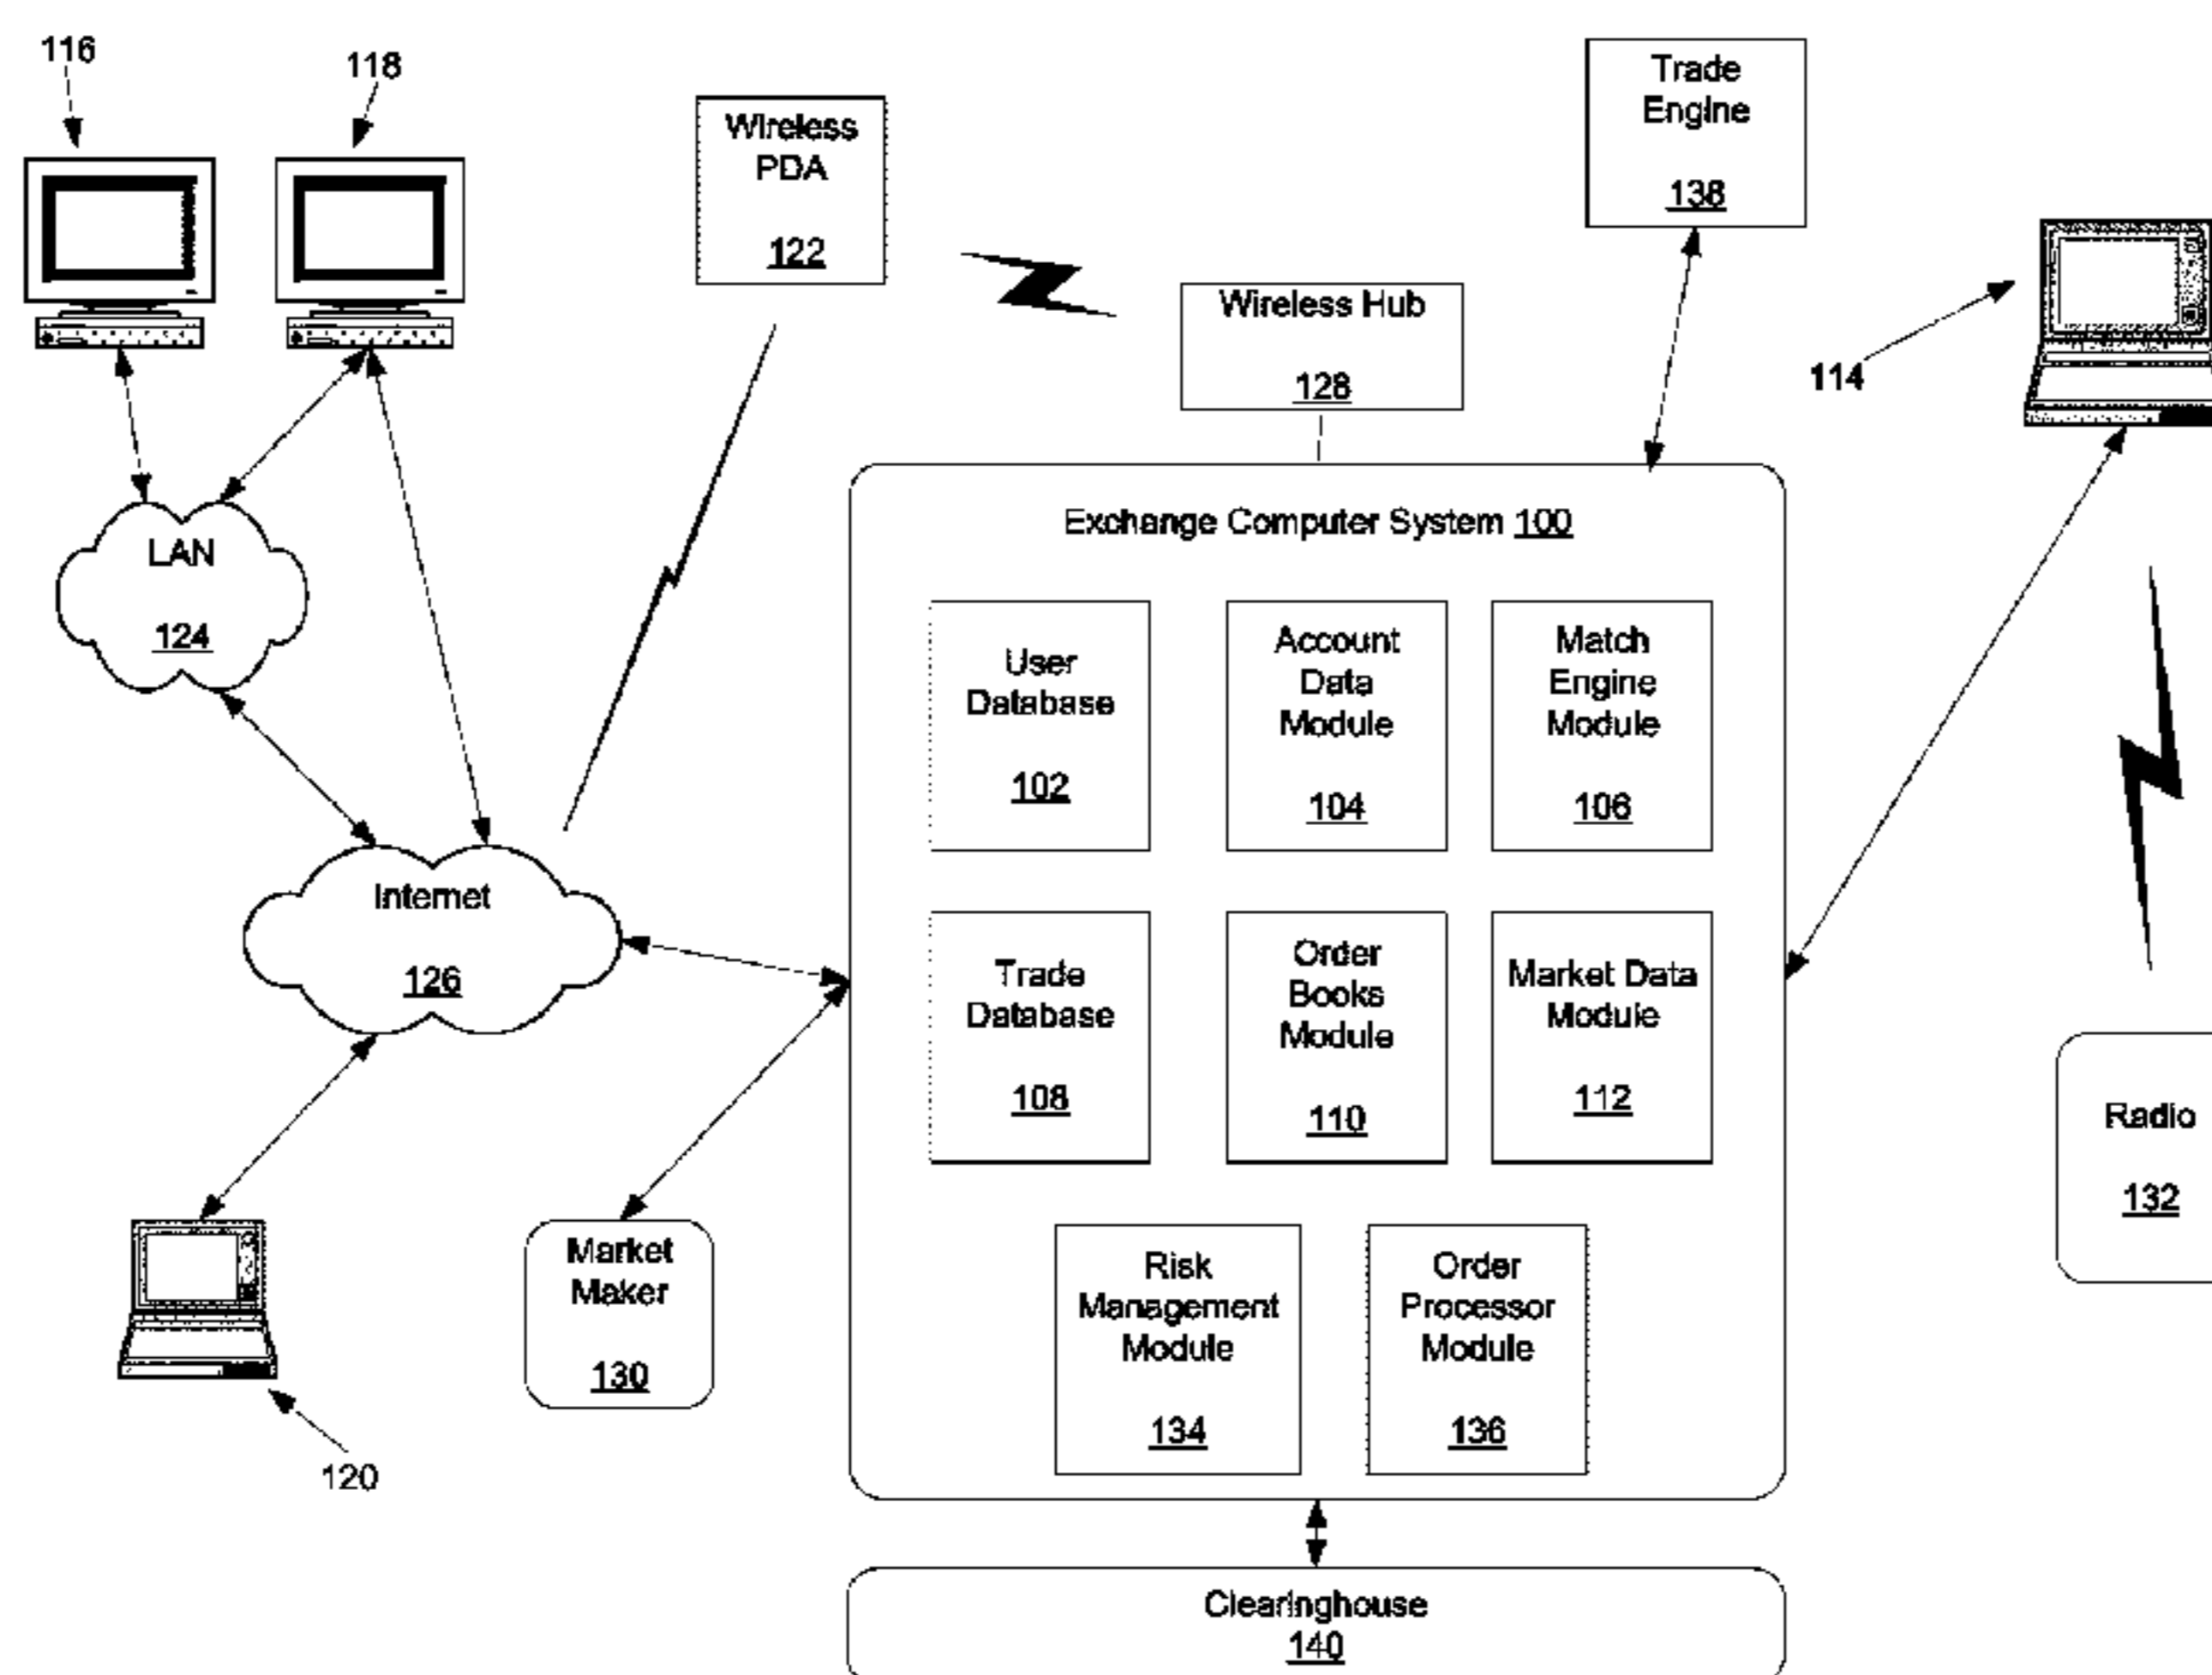 116
118
Wireless
PDA
122
Trade
Engine
138
Wireless Hub
128
114
Exchange Computer System 100
LAN
124
User
Database
102
Account
Data
Module
104
Match
Engine
Module
106
Internet
126
Trade
Database
108
Order
Books
Module
110
Market Data
Module
112
Radio
132
Market
Maker
130
Risk
Management
Module
134
Order
Processor
Module
136
120
Clearinghouse
140